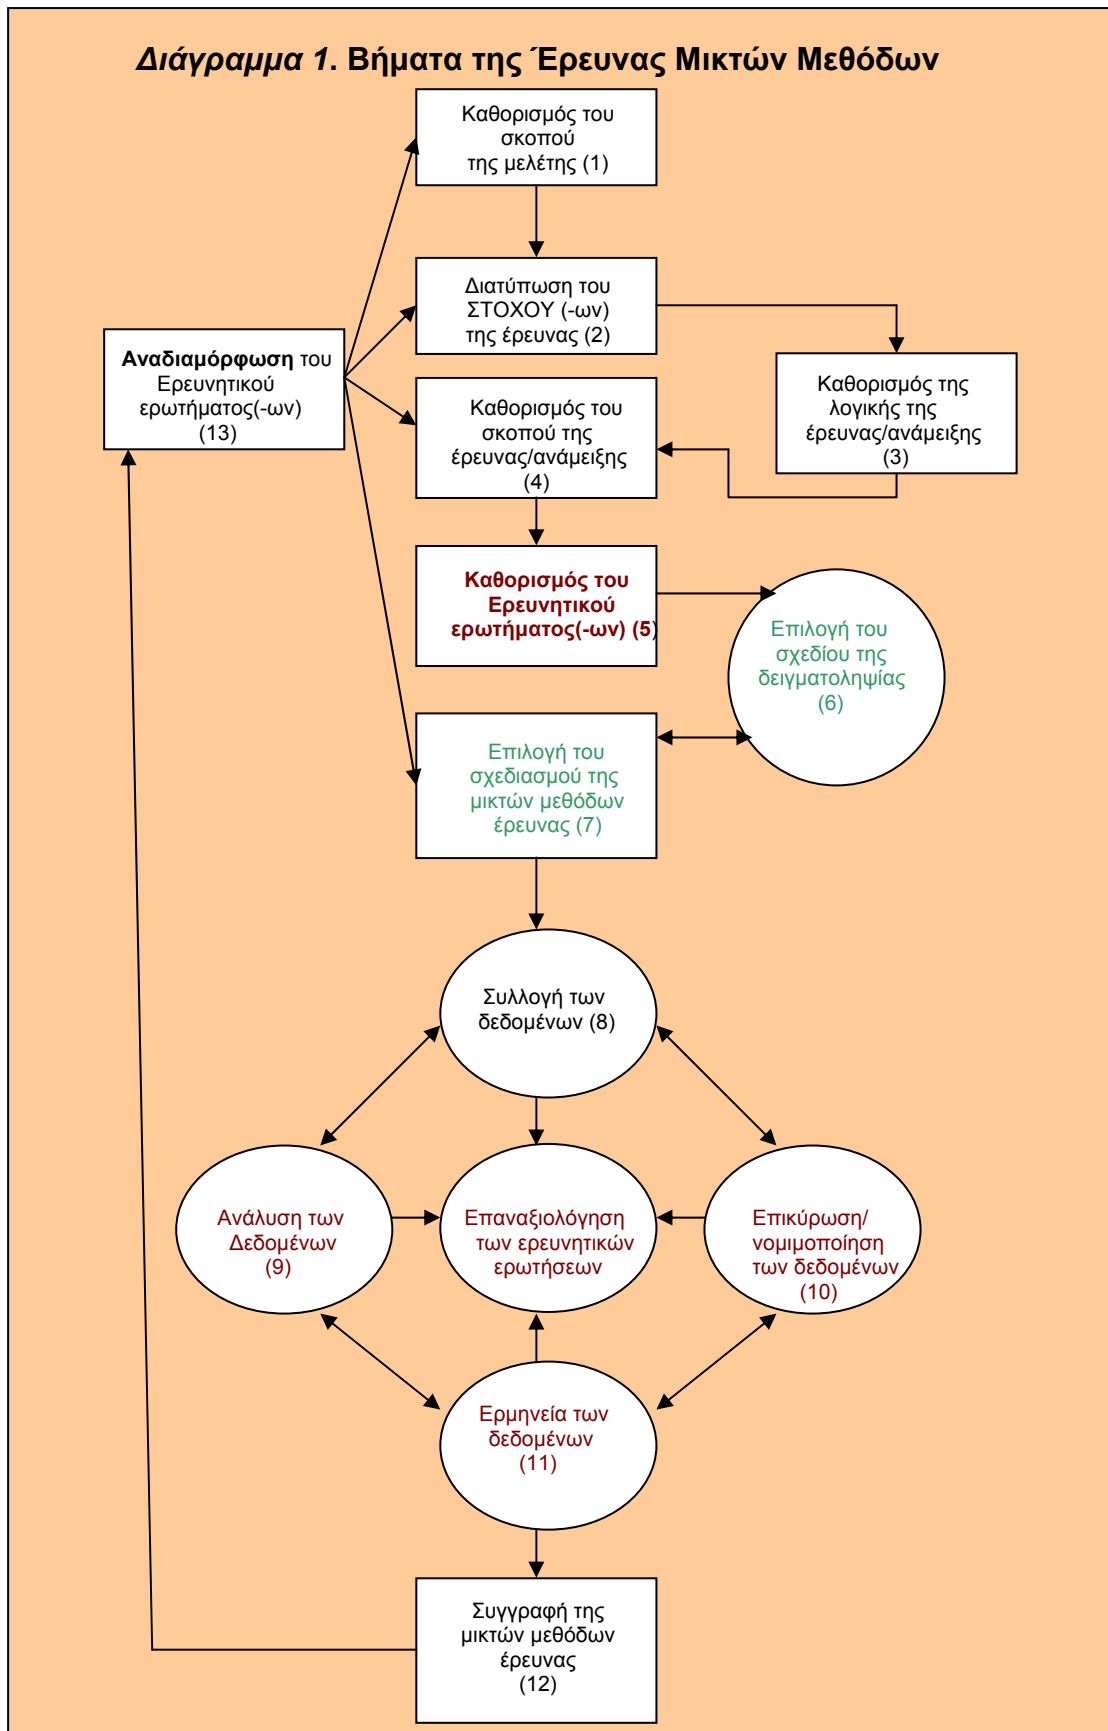 Διάγραμμα 1. Βήματα της Έρευνας Μικτών Μεθόδων
Καθορισμός του
σκοπού
της μελέτης (1)
Διατύπωση του
ΣΤΟΧΟΥ (-ων)
της έρευνας (2)
Αναδιαμόρφωση του
Ερευνητικού
ερωτήματος(-ων)
(13)
Καθορισμός της
λογικής της
έρευνας/ανάμειξης
(3)
Καθορισμός του
σκοπού της
έρευνας/ανάμειξης
(4)
Καθορισμός του
Ερευνητικού
ερωτήματος(-ων) (5)
Επιλογή του
σχεδίου της
δειγματοληψίας
(6)
Επιλογή του
σχεδιασμού της
μικτών μεθόδων
έρευνας (7)
Συλλογή των
δεδομένων (8)
Ανάλυση των
Δεδομένων
(9)
Επαναξιολόγηση
των ερευνητικών
ερωτήσεων
Επικύρωση/
νομιμοποίηση
των δεδομένων
(10)
Ερμηνεία των
δεδομένων
(11)
Συγγραφή της
μικτών μεθόδων
έρευνας
(12)